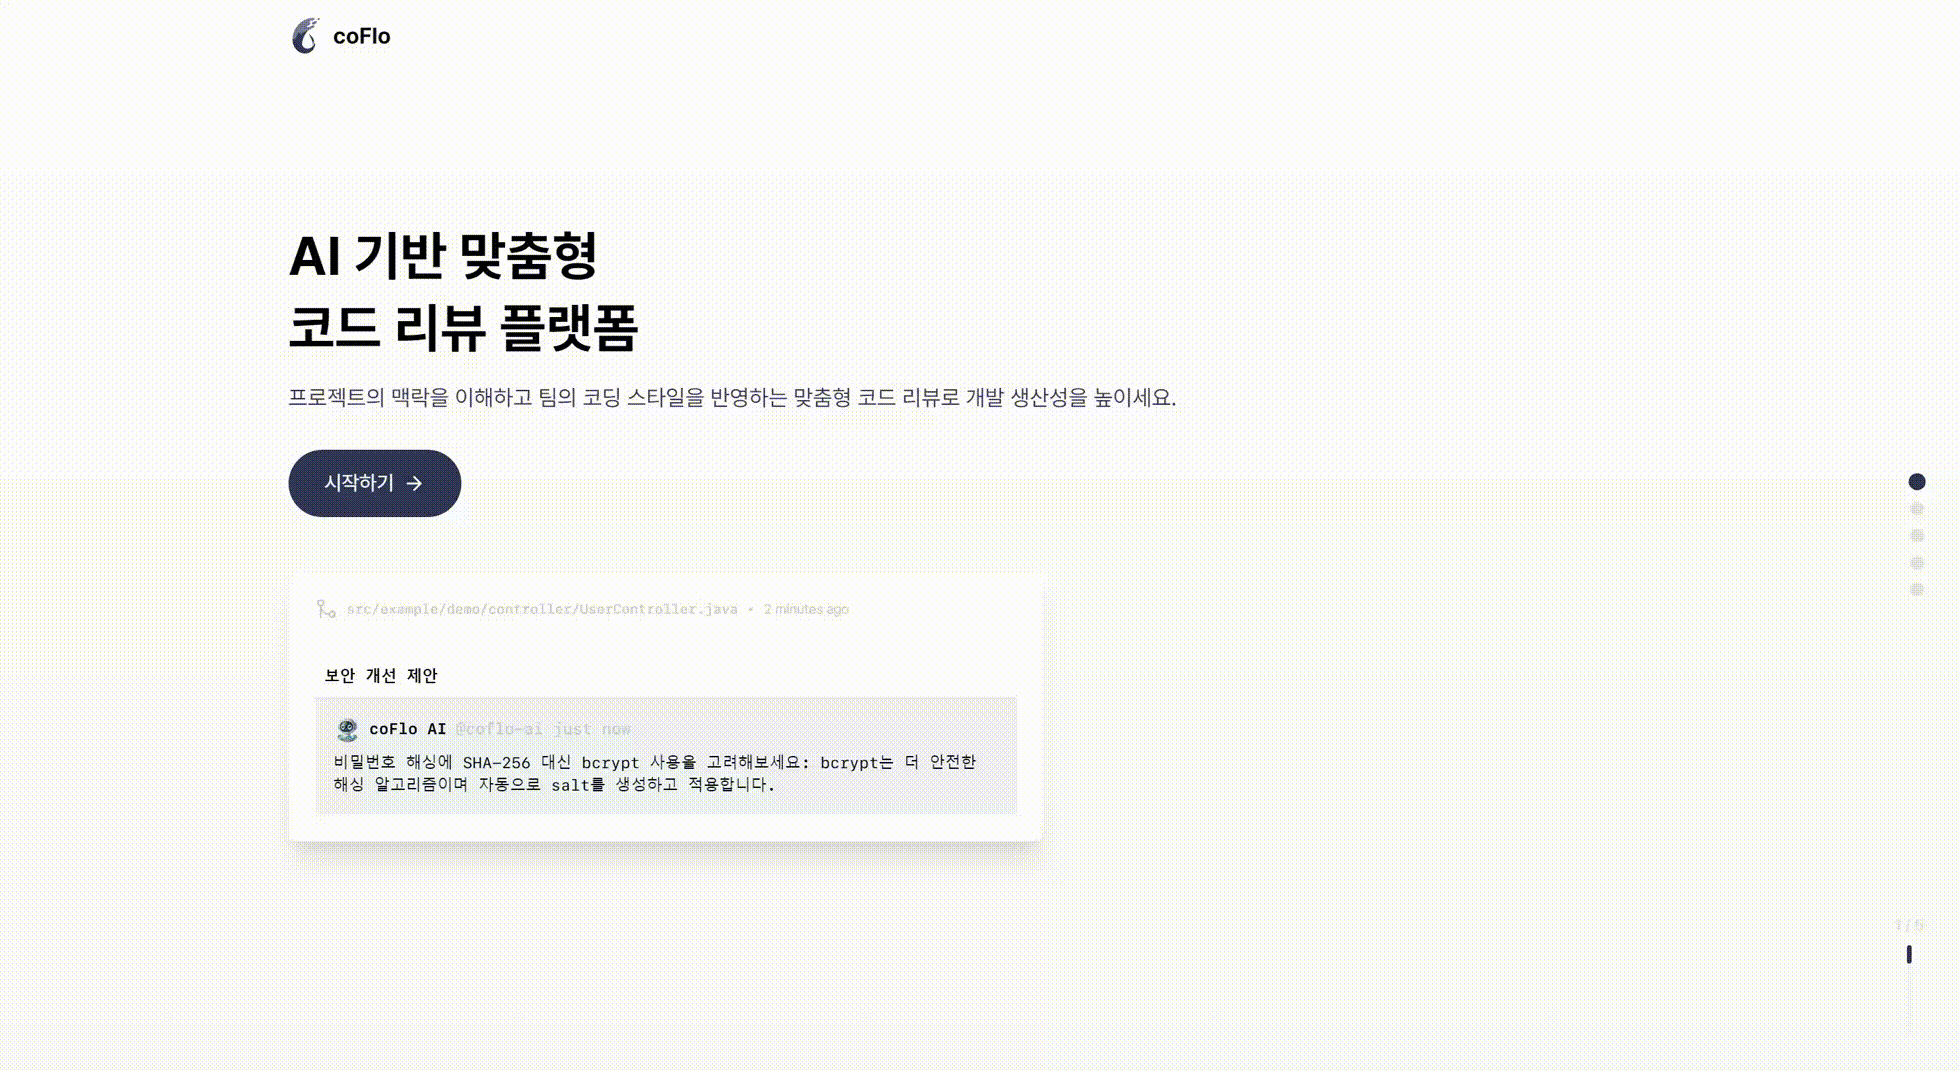 coFlo
AI 기반 맞춤형
코드 리뷰 플랫폼
프로젝트의 맥락을 이해하고 팀의 코딩 스타일을 반영하는 맞춤형 코드 리뷰로 개발 생산성을 높이세요.
시작하기 →
src/example/demo/controller/UserController.java • 2 minutes ago
보안 개선 제안
coFlo AI @coflo-ai just now
비밀번호 해싱에 SHA-256 대신 bcrypt 사용을 고려해보세요: bcrypt는 더 안전한
해싱 알고리즘이며 자동으로 salt를 생성하고 적용합니다.
1 / 5